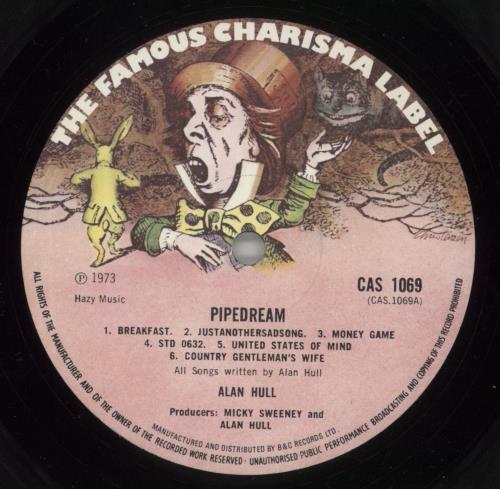 THE FAMOUS CHARISMA LABEL
℗ 1973
Hazy Music
CAS 1069
(CAS.1069A)
PIPEDREAM
1. BREAKFAST. 2. JUSTANOTHERSADSONG. 3. MONEY GAME
4. STD 0632. 5. UNITED STATES OF MIND
6. COUNTRY GENTLEMAN'S WIFE
All Songs written by Alan Hull
ALAN HULL
Producers: MICKY SWEENEY and
ALAN HULL
MANUFACTURED AND DISTRIBUTED BY B&C RECORDS LTD.
ALL RIGHTS OF THE MANUFACTURER AND OF THE OWNER OF THE RECORDED WORK RESERVED · UNAUTHORISED PUBLIC PERFORMANCE BROADCASTING AND COPYING OF THIS RECORD PROHIBITED